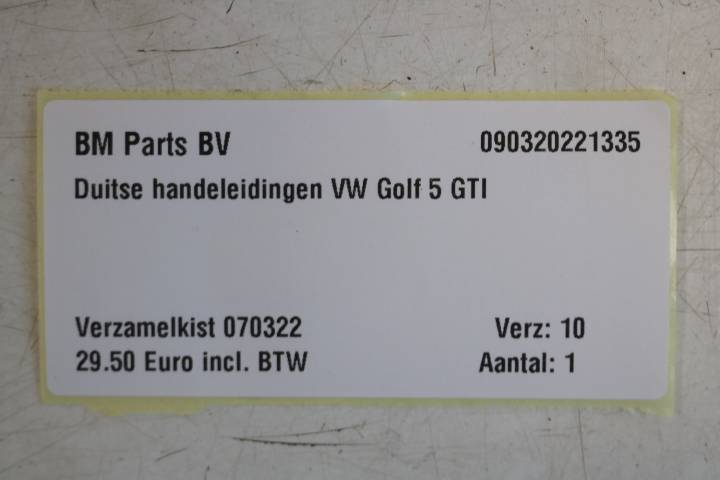 BM Parts BV 090320221335
Duitse handeleidingen VW Golf 5 GTI
Verzamelkist 070322 Verz: 10
29.50 Euro incl. BTW Aantal: 1